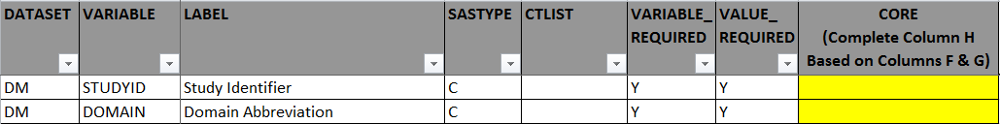 DATASET VARIABLE LABEL SASTYPE CTLIST VARIABLE_ VALUE_ CORE
REQUIRED REQUIRED (Complete Column H
Based on Columns F & G)
DM STUDYID Study Identifier C Y Y
DM DOMAIN Domain Abbreviation C Y Y